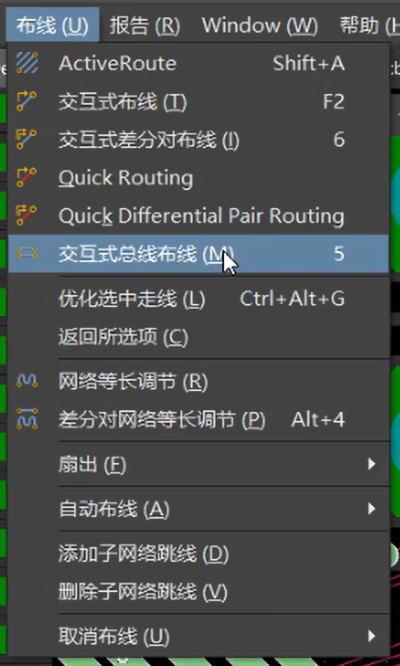 布线 (U) 报告 (R) Window (W) 帮助 (H
ActiveRoute Shift+A
交互式布线 (T) F2
交互式差分对布线 (I) 6
Quick Routing
Quick Differential Pair Routing
交互式总线布线 (M) 5
优化选中走线 (L) Ctrl+Alt+G
返回所选项 (C)
网络等长调节 (R)
差分对网络等长调节 (P) Alt+4
扇出 (F)
自动布线 (A)
添加子网络跳线 (D)
删除子网络跳线 (V)
取消布线 (U)